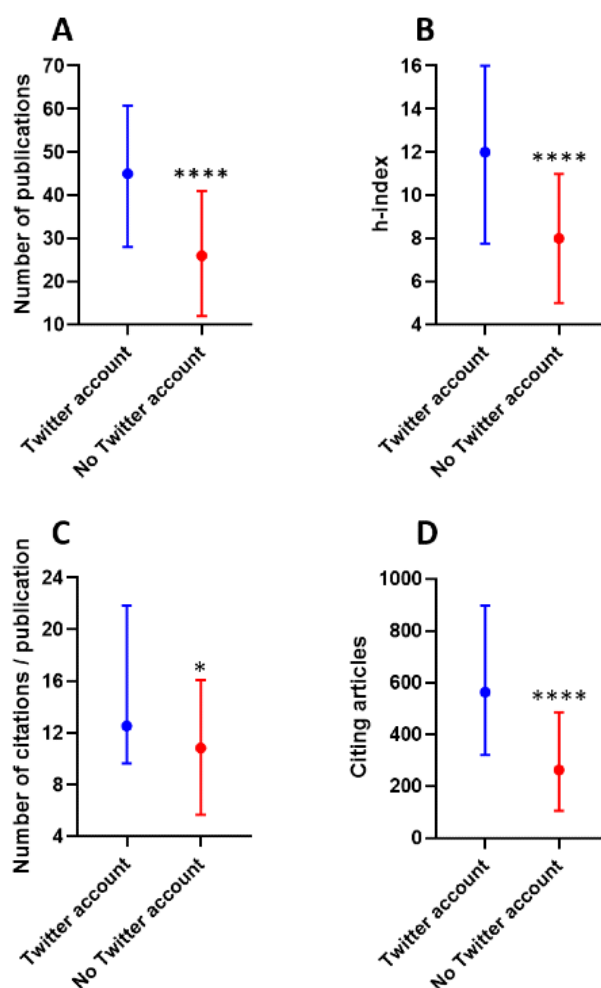 A
Number of publications
70
60
50
40
30
20
10
****
Twitter account
No Twitter account
B
h-index
16
14
12
10
8
6
4
****
Twitter account
No Twitter account
C
Number of citations / publication
24
20
16
12
8
4
*
Twitter account
No Twitter account
D
Citing articles
1000
800
600
400
200
0
****
Twitter account
No Twitter account